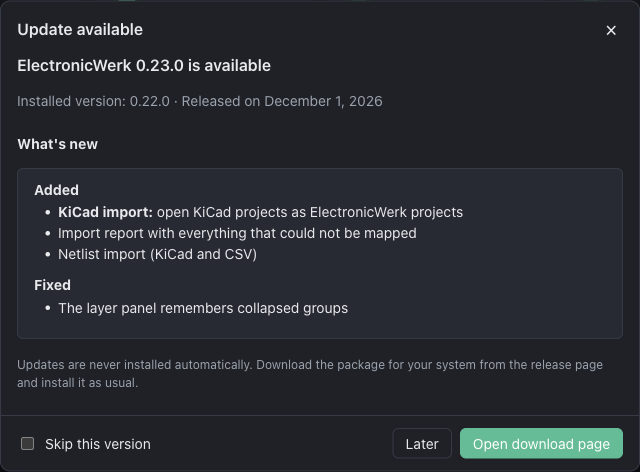 Update available
ElectronicWerk 0.23.0 is available
Installed version: 0.22.0 · Released on December 1, 2026
What's new
Added
• KiCad import: open KiCad projects as ElectronicWerk projects
• Import report with everything that could not be mapped
• Netlist import (KiCad and CSV)
Fixed
• The layer panel remembers collapsed groups
Updates are never installed automatically. Download the package for your system from the release page
and install it as usual.
Skip this version
Later
Open download page